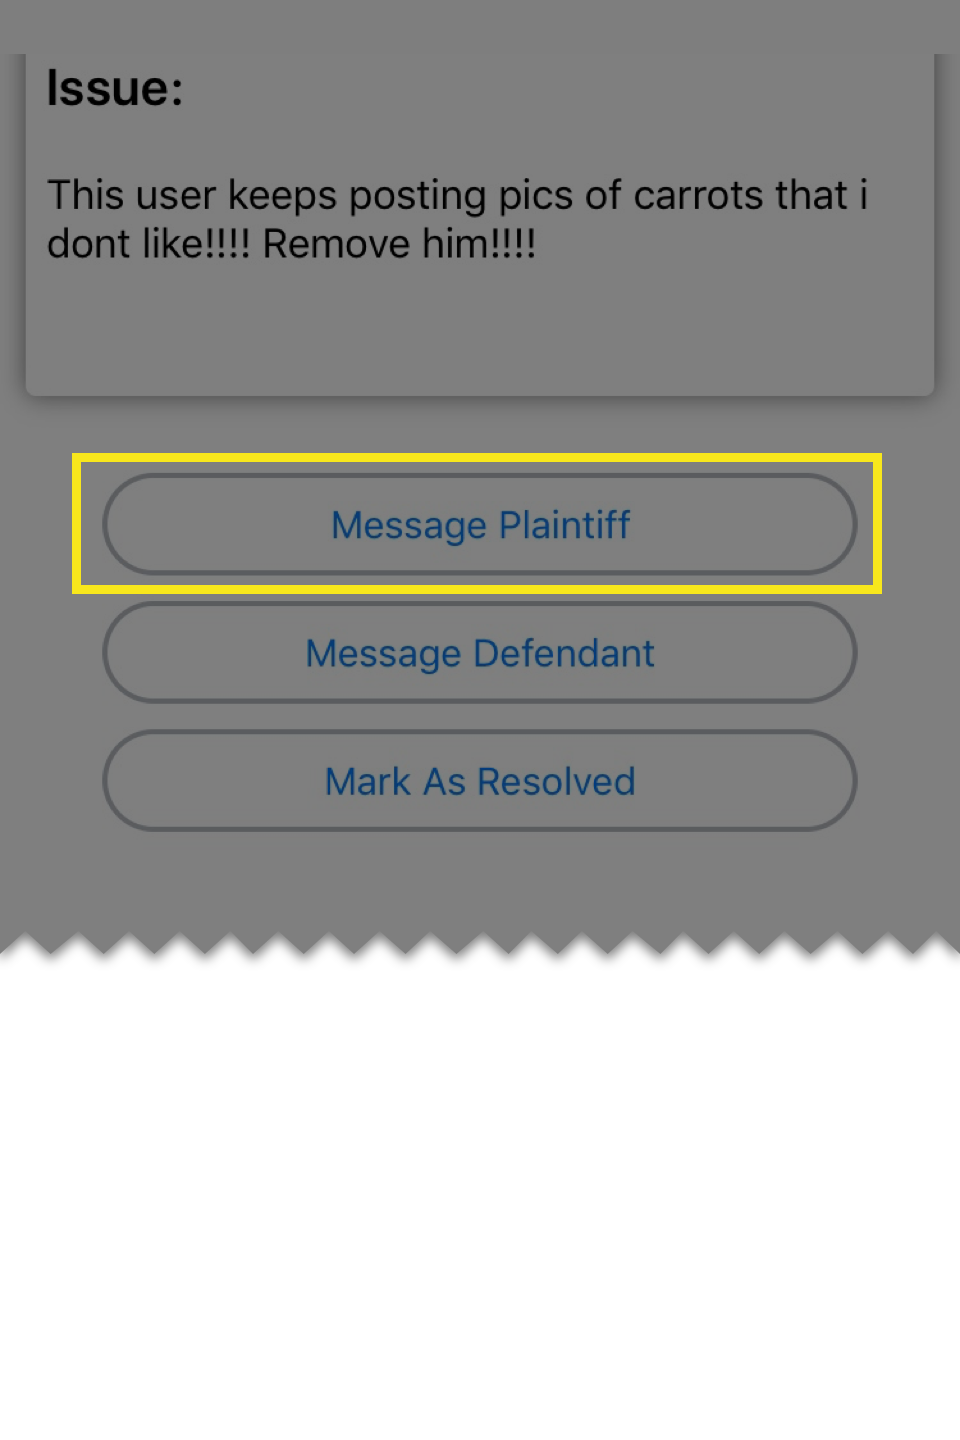 Issue:
This user keeps posting pics of carrots that i
dont like!!!! Remove him!!!!
Message Plaintiff
Message Defendant
Mark As Resolved